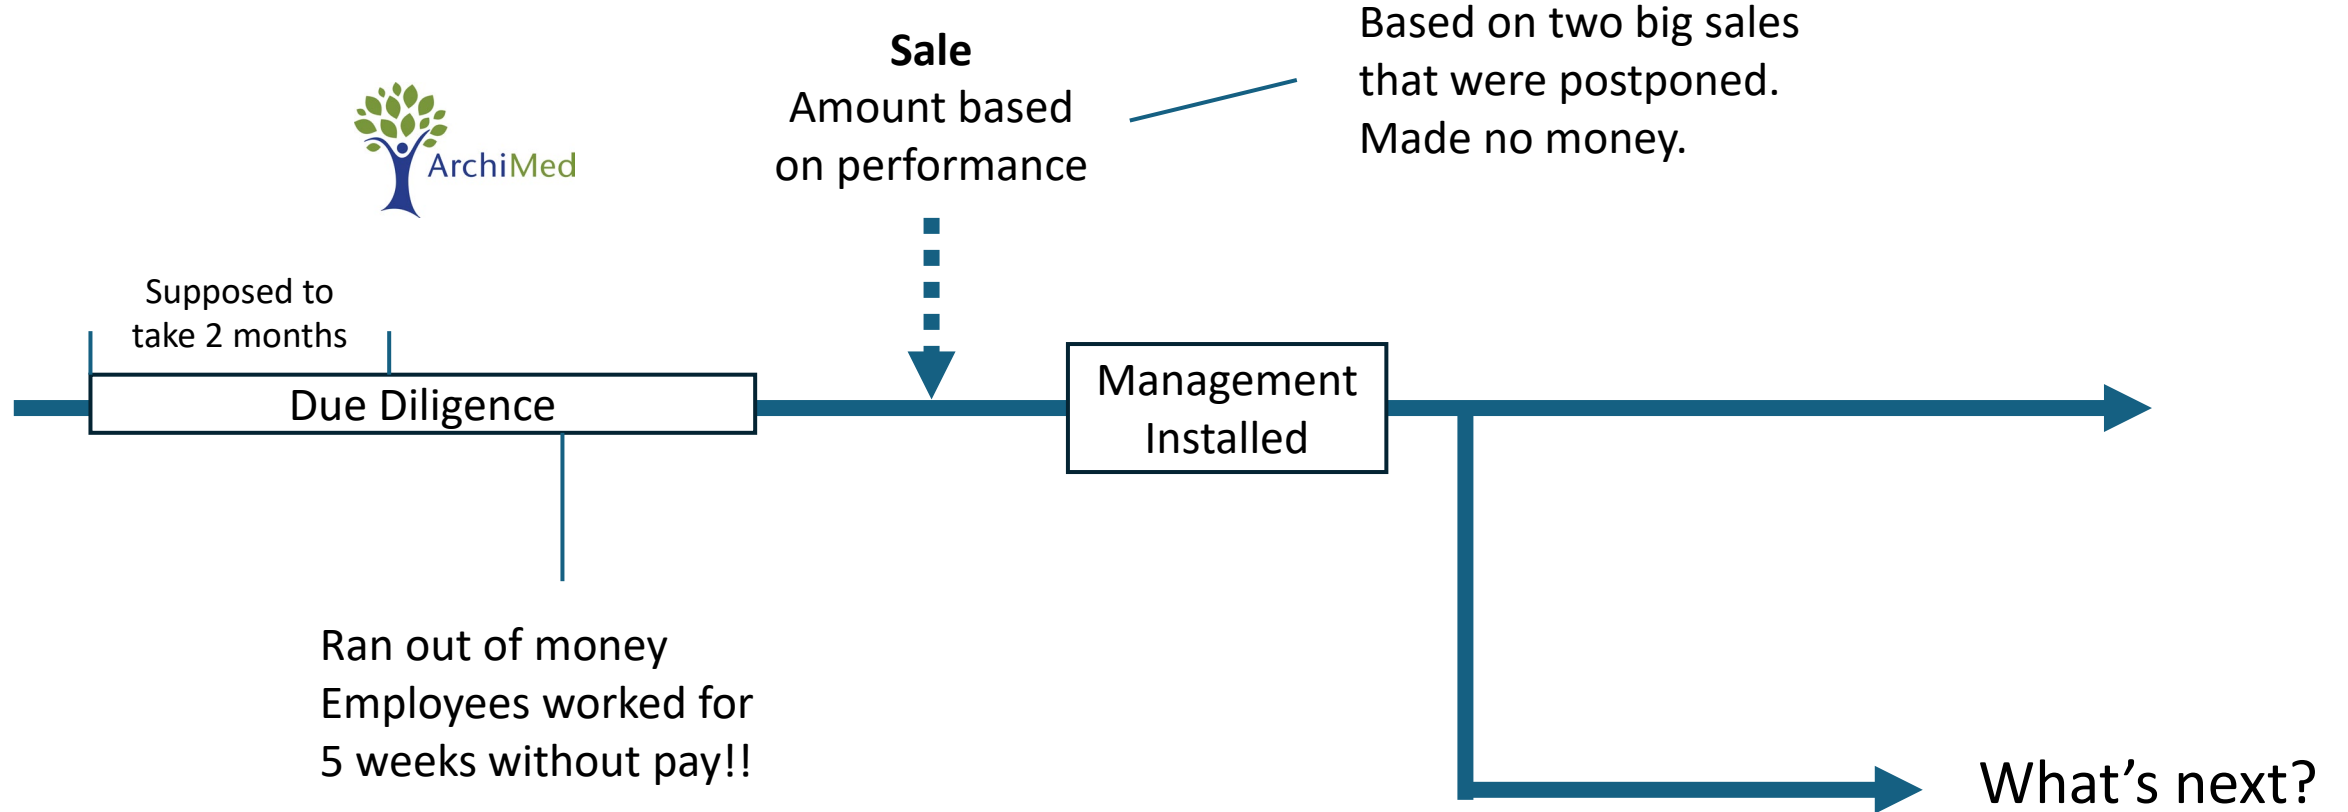 Sale
Amount based
on performance
Based on two big sales
that were postponed.
Made no money.
ArchiMed
Supposed to
take 2 months
Due Diligence
Management
Installed
Ran out of money
Employees worked for
5 weeks without pay!!
What’s next?